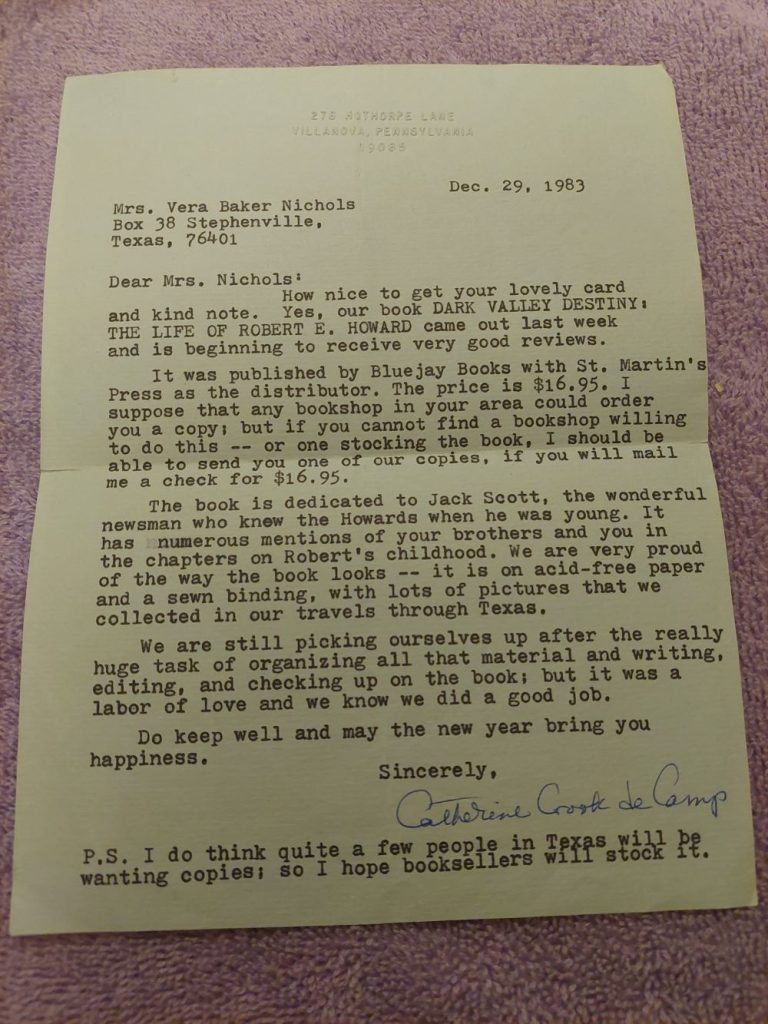 278 HOTHORPE LANE
VILLANOVA, PENNSYLVANIA
19085
Dec. 29, 1983
Mrs. Vera Baker Nichols
Box 38 Stephenville,
Texas, 76401
Dear Mrs. Nichols:
How nice to get your lovely card
and kind note. Yes, our book DARK VALLEY DESTINY:
THE LIFE OF ROBERT E. HOWARD came out last week
and is beginning to receive very good reviews.
It was published by Bluejay Books with St. Martin's
Press as the distributor. The price is $16.95. I
suppose that any bookshop in your area could order
you a copy; but if you cannot find a bookshop willing
to do this -- or one stocking the book, I should be
able to send you one of our copies, if you will mail
me a check for $16.95.
The book is dedicated to Jack Scott, the wonderful
newsman who knew the Howards when he was young. It
has numerous mentions of your brothers and you in
the chapters on Robert's childhood. We are very proud
of the way the book looks -- it is on acid-free paper
and a sewn binding, with lots of pictures that we
collected in our travels through Texas.
We are still picking ourselves up after the really
huge task of organizing all that material and writing,
editing, and checking up on the book; but it was a
labor of love and we know we did a good job.
Do keep well and may the new year bring you
happiness.
Sincerely,
Catherine Crook de Camp
P.S. I do think quite a few people in Texas will be
wanting copies; so I hope booksellers will stock it.